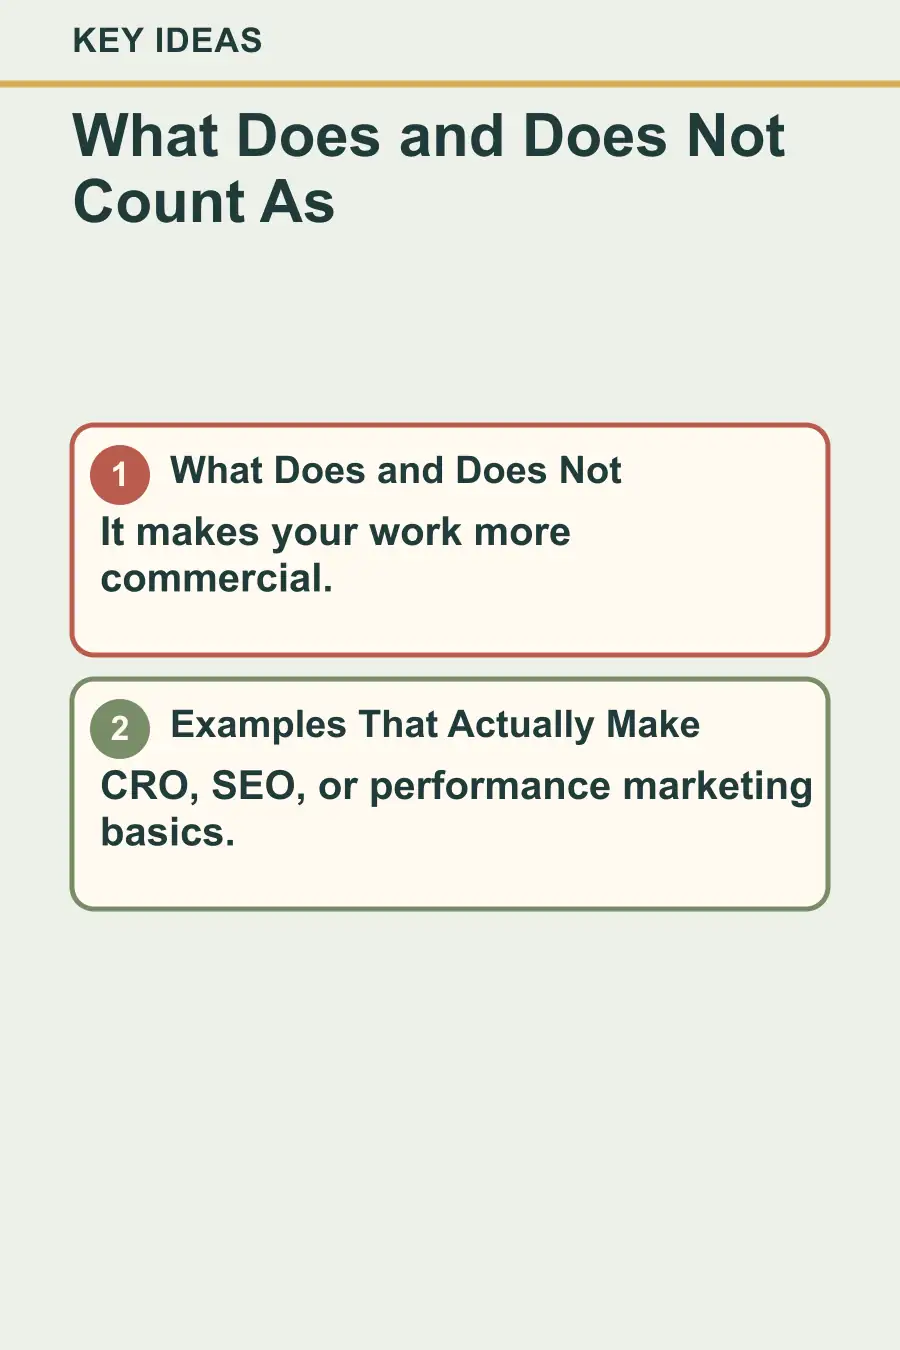 KEY IDEAS
What Does and Does Not
Count As
1 What Does and Does Not
It makes your work more
commercial.
2 Examples That Actually Make
CRO, SEO, or performance marketing
basics.